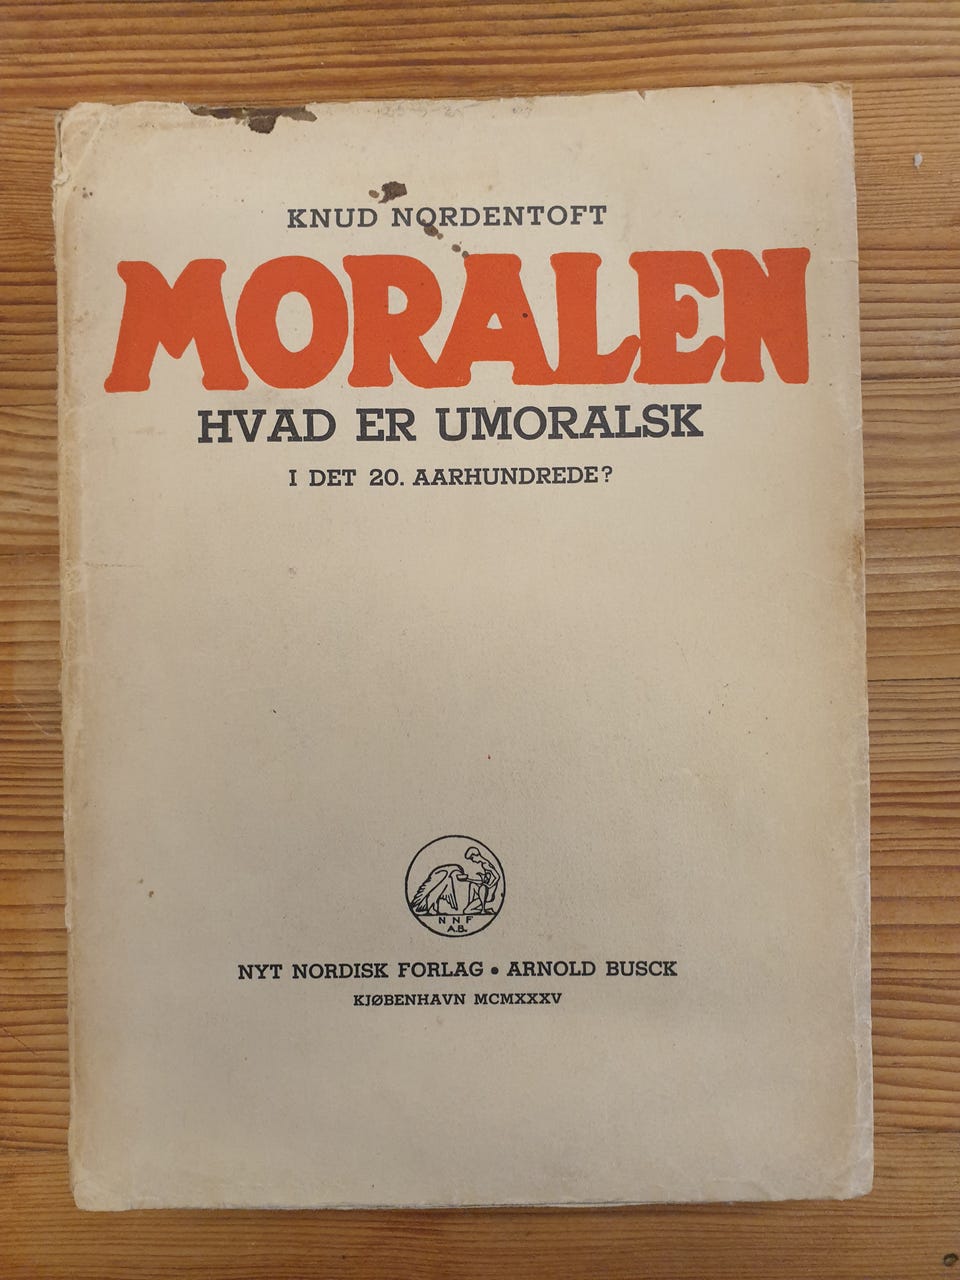 KNUD NORDENTOFT
MORALEN
HVAD ER UMORALSK
I DET 20. AARHUNDREDE?
N N F
A.B.
NYT NORDISK FORLAG • ARNOLD BUSCK
KJØBENHAVN MCMXXXV